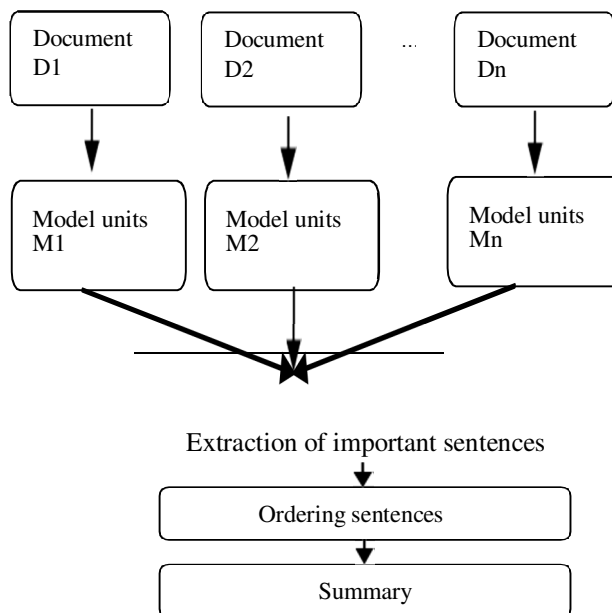 Document
D1
Document
D2
...
Document
Dn
Model units
M1
Model units
M2
Model units
Mn
Extraction of important sentences
Ordering sentences
Summary